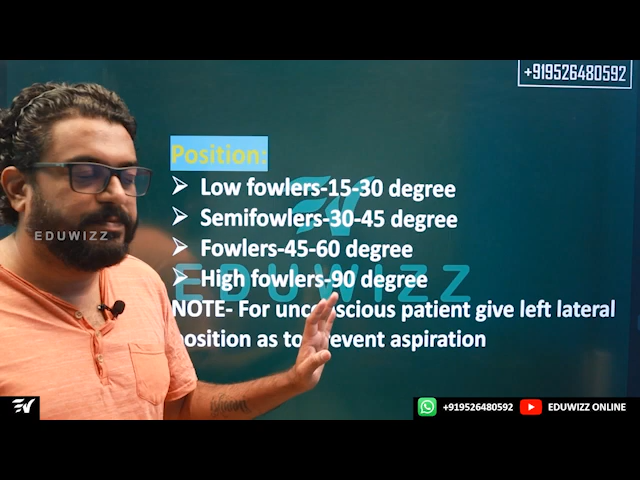 +919526480592
Position:
➤ Low fowlers-15-30 degree
➤ Semifowlers-30-45 degree
➤ Fowlers-45-60 degree
➤ High fowlers-90 degree
NOTE- For unconscious patient give left lateral
position as to prevent aspiration
EDUWIZZ
EDUWIZZ
+919526480592 EDUWIZZ ONLINE